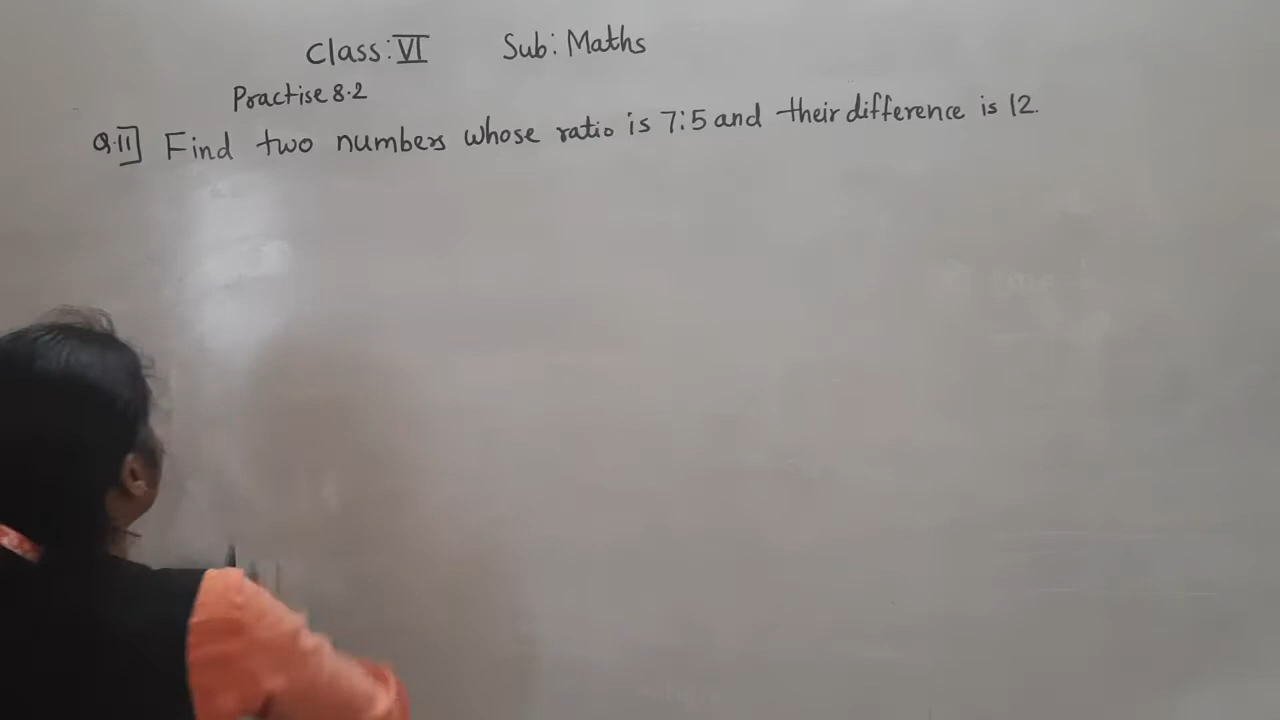 Class: VI Sub: Maths
Practise 8.2
Q.11] Find two numbers whose ratio is 7:5 and their difference is 12.